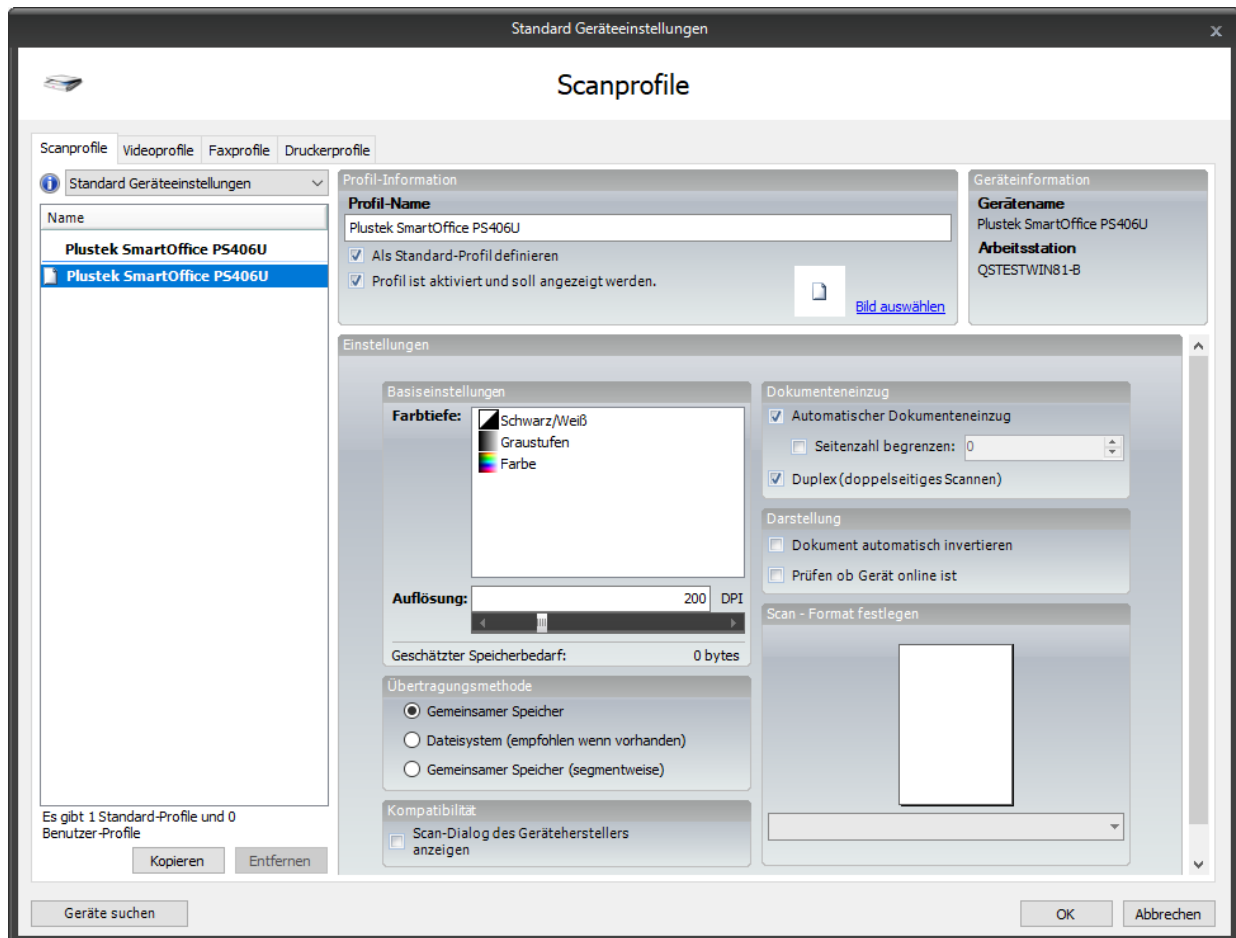 Standard Geräteeinstellungen
x
Scanprofile
Scanprofile Videoprofile Faxprofile Druckerprofile
Standard Geräteeinstellungen
Name
Plustek SmartOffice PS406U
Plustek SmartOffice PS406U
Es gibt 1 Standard-Profile und 0
Benutzer-Profile
Kopieren Entfernen
Profil-Information
Profil-Name
Plustek SmartOffice PS406U
Als Standard-Profil definieren
Profil ist aktiviert und soll angezeigt werden.
Bild auswählen
Geräteinformation
Gerätename
Plustek SmartOffice PS406U
Arbeitsstation
QSTESTWIN81-B
Einstellungen
Basiseinstellungen
Farbtiefe:
Schwarz/Weiß
Graustufen
Farbe
Auflösung: 200 DPI
Geschätzter Speicherbedarf: 0 bytes
Übertragungsmethode
Gemeinsamer Speicher
Dateisystem (empfohlen wenn vorhanden)
Gemeinsamer Speicher (segmentweise)
Kompatibilität
Scan-Dialog des Geräteherstellers
anzeigen
Dokumenteneinzug
Automatischer Dokumenteneinzug
Seitenzahl begrenzen: 0
Duplex (doppelseitiges Scannen)
Darstellung
Dokument automatisch invertieren
Prüfen ob Gerät online ist
Scan - Format festlegen
Geräte suchen
OK Abbrechen